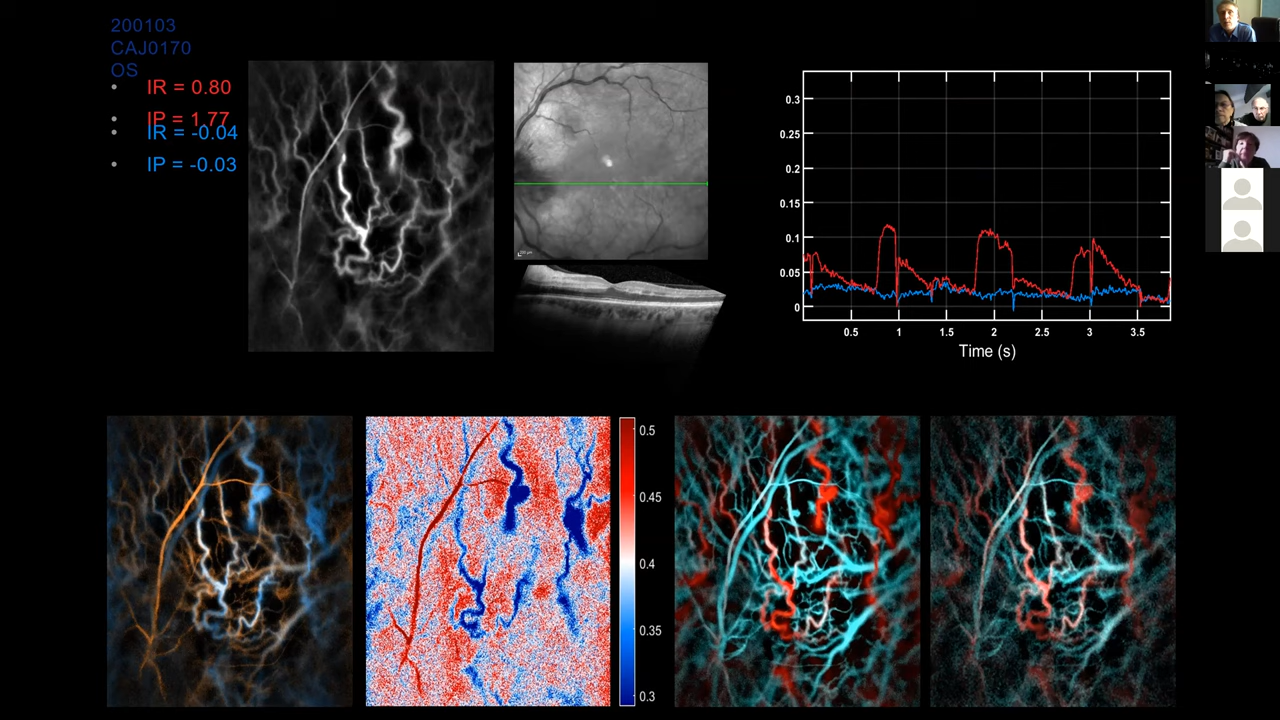 200103
CAJ0170
OS
• IR = 0.80
• IP = 1.77
• IR = -0.04
• IP = -0.03
0.3
0.25
0.2
0.15
0.1
0.05
0
0.5 1 1.5 2 2.5 3 3.5
Time (s)
0.5
0.45
0.4
0.35
0.3